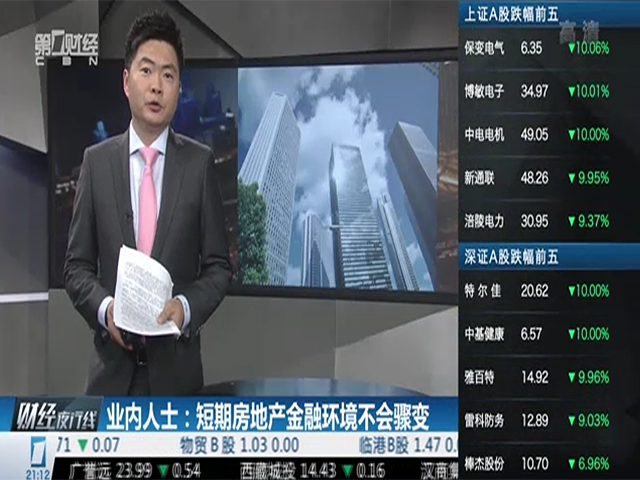 第一财经
CBN
高清
上证A股跌幅前五
保变电气 6.35 ▼10.06%
博敏电子 34.97 ▼10.01%
中电电机 49.05 ▼10.00%
新通联 48.26 ▼9.95%
涪陵电力 30.95 ▼9.37%
深证A股跌幅前五
特尔佳 20.62 ▼10.00%
中基健康 6.57 ▼10.00%
雅百特 14.92 ▼9.96%
雷科防务 12.89 ▼9.03%
棒杰股份 10.70 ▼6.96%
财经夜行线
业内人士：短期房地产金融环境不会骤变
71 ▼0.07 物贸B股 1.03 0.00 临港B股 1.47 0.
21:12
广誉远 23.99 ▼0.54 西藏城投 14.43 ▼0.16 汉商集